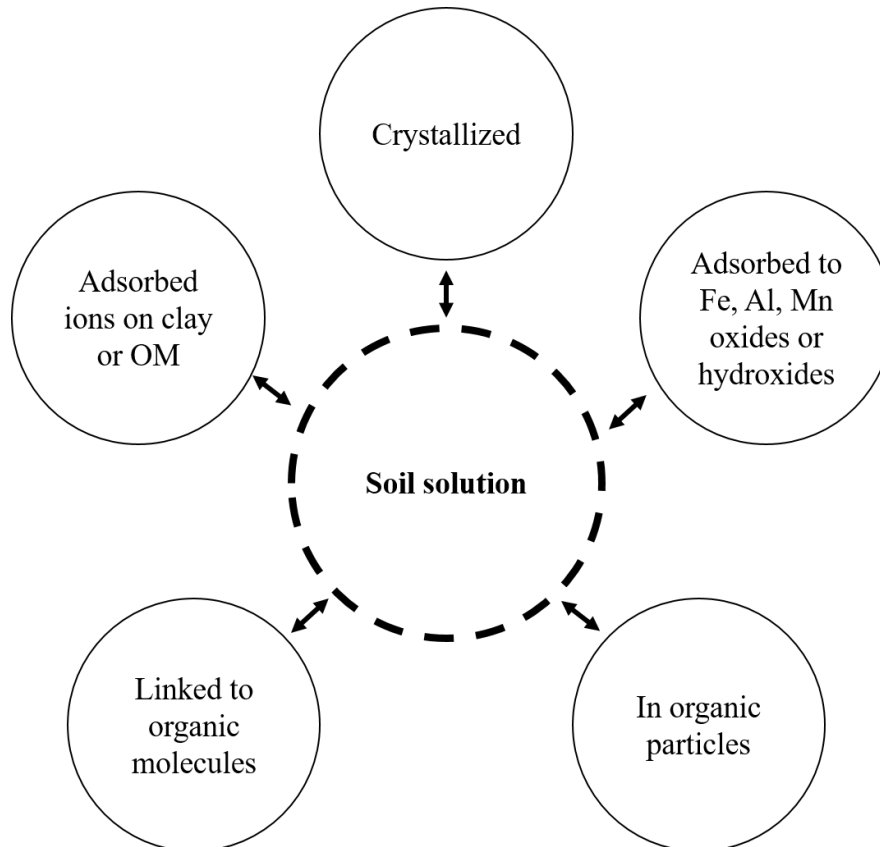 Crystallized
Adsorbed
ions on clay
or OM
Adsorbed to
Fe, Al, Mn
oxides or
hydroxides
Soil solution
Linked to
organic
molecules
In organic
particles